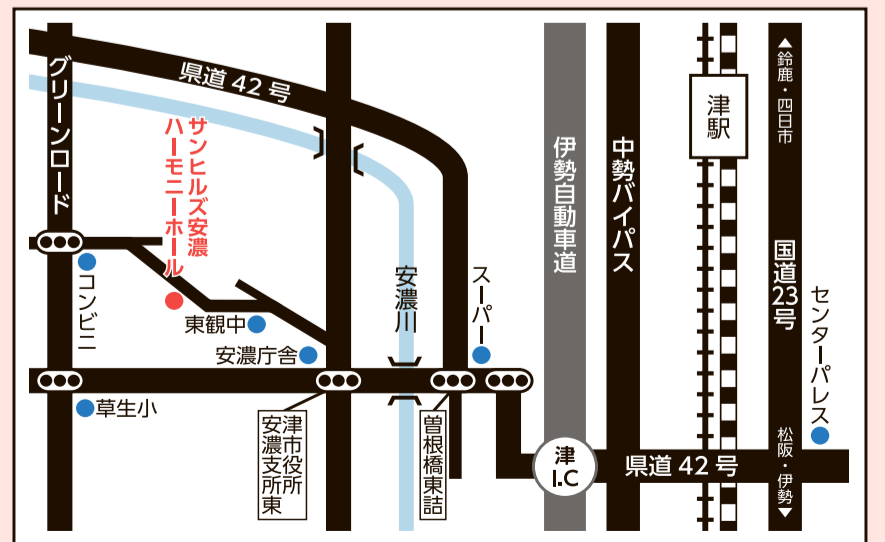 グリーンロード
県道42号
サンヒルズ安濃
ハーモニーホール
コンビニ
東観中
安濃庁舎
草生小
津市役所
安濃支所東
安濃川
スーパー
曽根橋東詰
伊勢自動車道
津
I.C
中勢バイパス
県道42号
津駅
▲鈴鹿・四日市
国道23号
松阪・伊勢▼
センターパレス